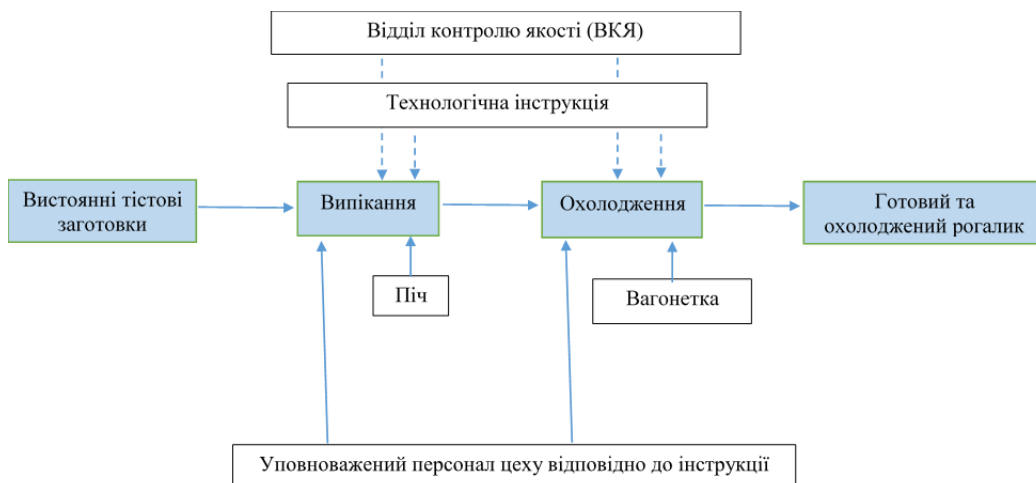 Відділ контролю якості (ВКЯ)
Технологічна інструкція
Вистоянні тістові
заготовки
Випікання
Охолодження
Готовий та
охолоджений рогалик
Піч
Вагонетка
Уповноважений персонал цеху відповідно до інструкції